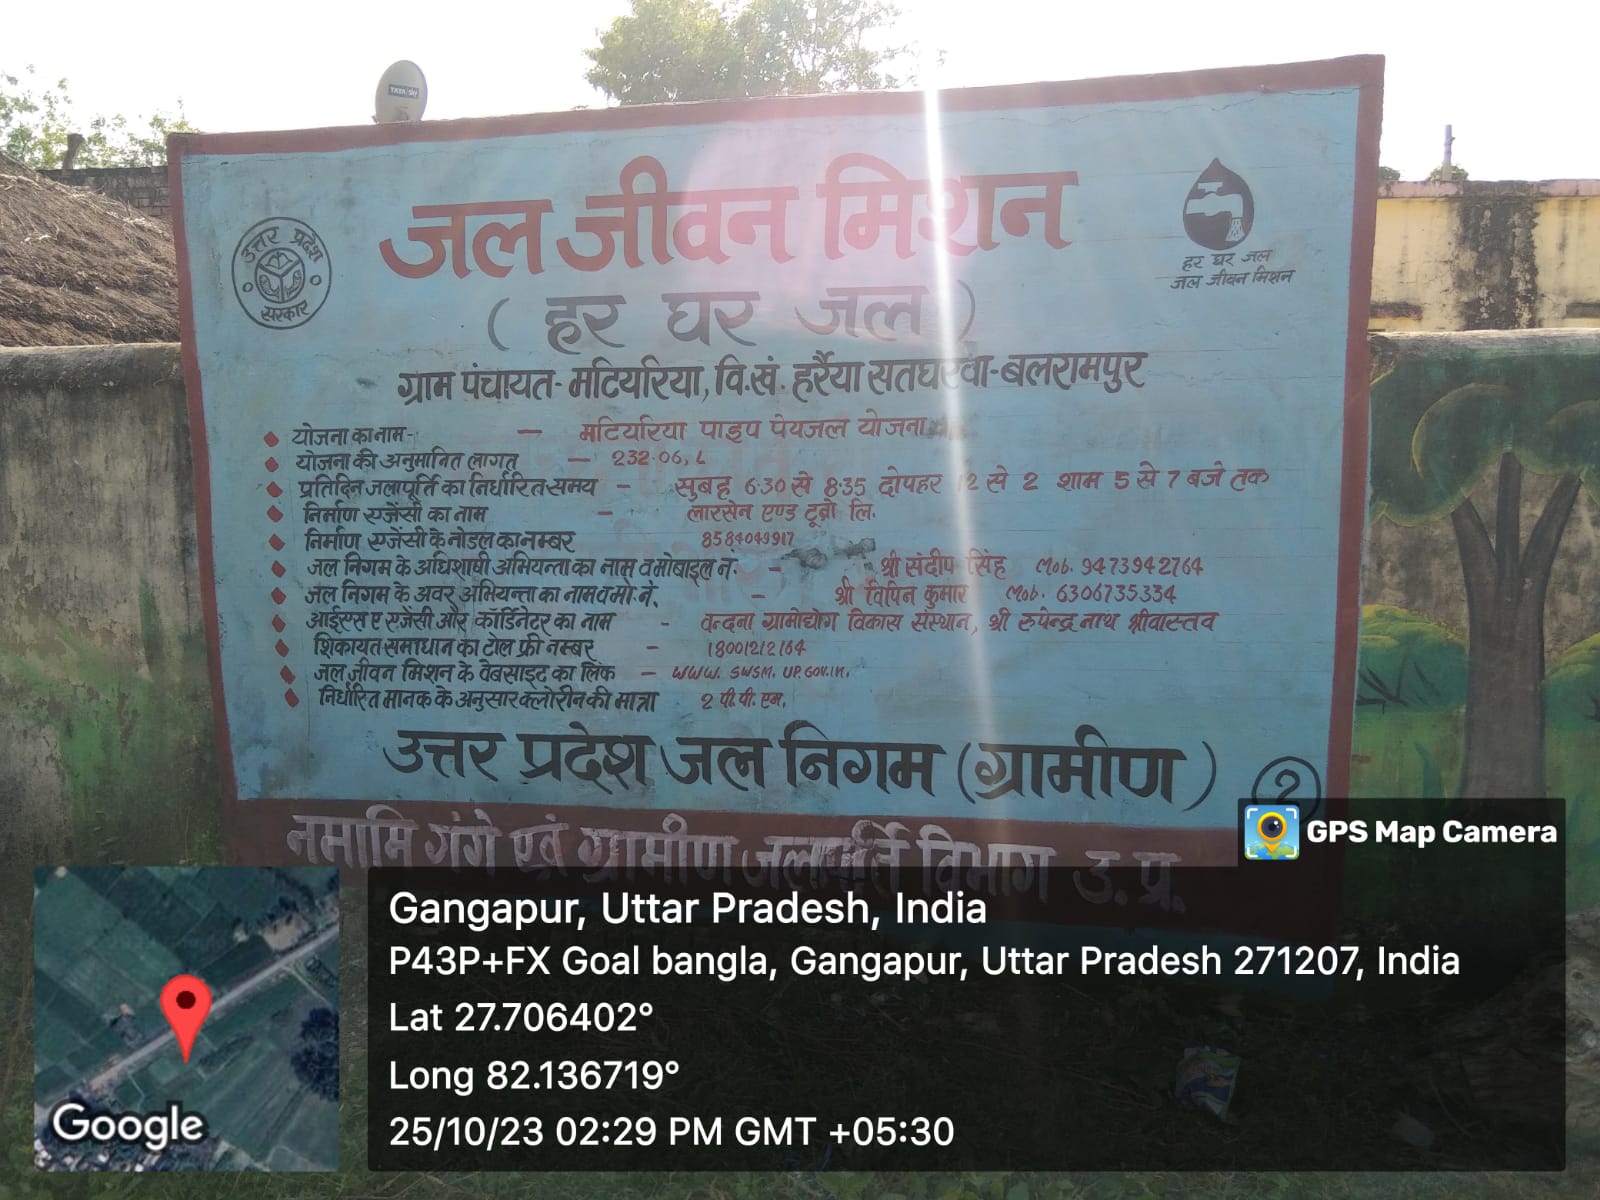 TATA sky
जल जीवन मिशन
उत्तर प्रदेश
सरकार
हर घर जल
जल जीवन मिशन
( हर घर जल )
ग्राम पंचायत- मटियरिया, वि.खं. हर्रैया सतघरवा-बलरामपुर
योजना का नाम- — मटियरिया पाइप पेयजल योजना
योजना की अनुमानित लागत — 232.06, L
प्रतिदिन जलापूर्ति का निर्धारित समय - सुबह 6.30 से 8.35 दोपहर 12 से 2 शाम 5 से 7 बजे तक
निर्माण एजेंसी का नाम - लारसेन एण्ड टूब्रो लि.
निर्माण एजेंसी के नोडल का नम्बर 8584049917
जल निगम के अधिशाषी अभियन्ता का नाम व मोबाइल नं. - श्री संदीप सिंह Mob. 9473942764
जल निगम के अवर अभियन्ता का नाम व मो. नं. - श्री विपिन कुमार Mob. 6306735334
आईएस ए एजेंसी और कॉर्डिनेटर का नाम - वन्दना ग्रामोद्योग विकास संस्थान, श्री रुपेन्द्र नाथ श्रीवास्तव
शिकायत समाधान का टोल फ्री नम्बर - 18001212164
जल जीवन मिशन के वेबसाइट का लिंक - WWW. SWSM. UP.GOV.in.
निर्धारित मानक के अनुसार क्लोरीन की मात्रा 2 पी.पी.एम.
उत्तर प्रदेश जल निगम (ग्रामीण) 2
नमामि गंगे एवं ग्रामीण जलापूर्ति विभाग उ. प्र.
GPS Map Camera
Gangapur, Uttar Pradesh, India
P43P+FX Goal bangla, Gangapur, Uttar Pradesh 271207, India
Lat 27.706402°
Long 82.136719°
25/10/23 02:29 PM GMT +05:30
Google